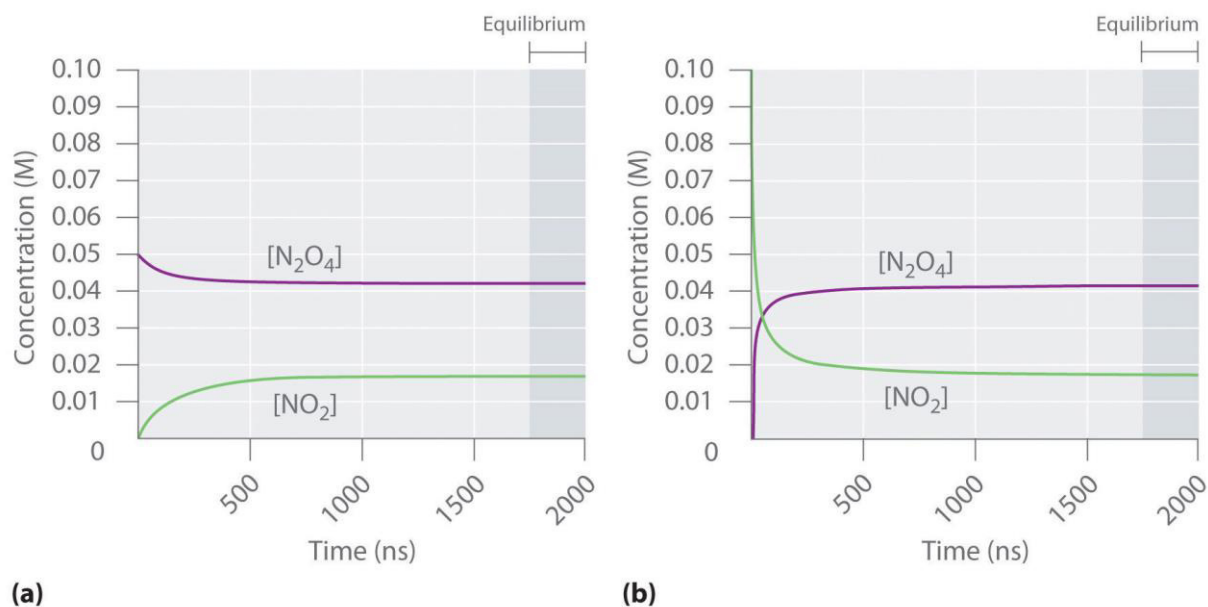 Equilibrium
0.10
0.09
0.08
0.07
0.06
0.05
0.04
0.03
0.02
0.01
0
Concentration (M)
[N₂O₄]
[NO₂]
500
1000
1500
2000
Time (ns)
(a)
Equilibrium
0.10
0.09
0.08
0.07
0.06
0.05
0.04
0.03
0.02
0.01
0
Concentration (M)
[N₂O₄]
[NO₂]
500
1000
1500
2000
Time (ns)
(b)